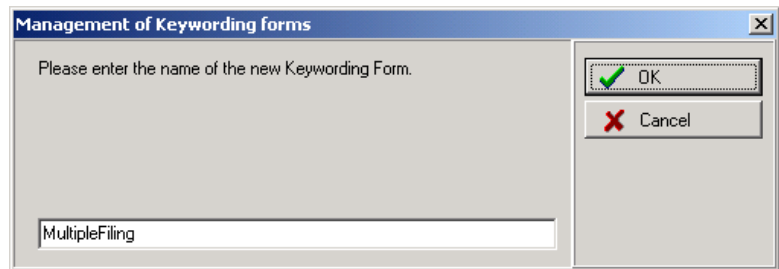 Management of Keywording forms
Please enter the name of the new Keywording Form.
OK
Cancel
MultipleFiling